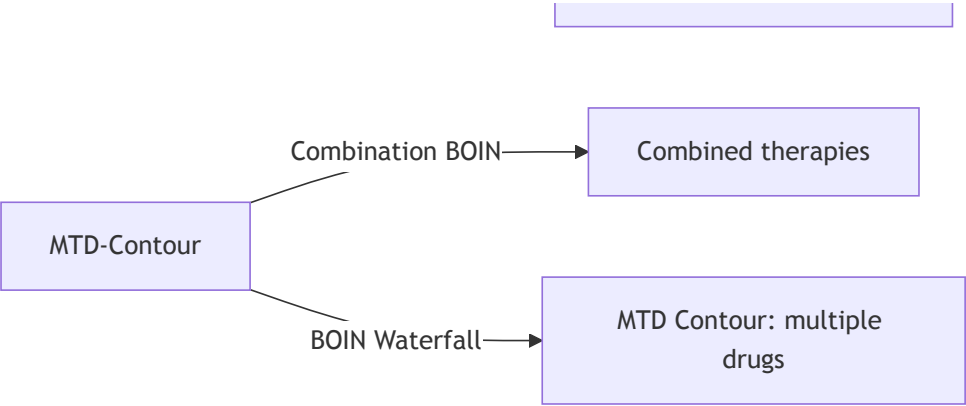 Combination BOIN
Combined therapies
MTD-Contour
BOIN Waterfall
MTD Contour: multiple
drugs